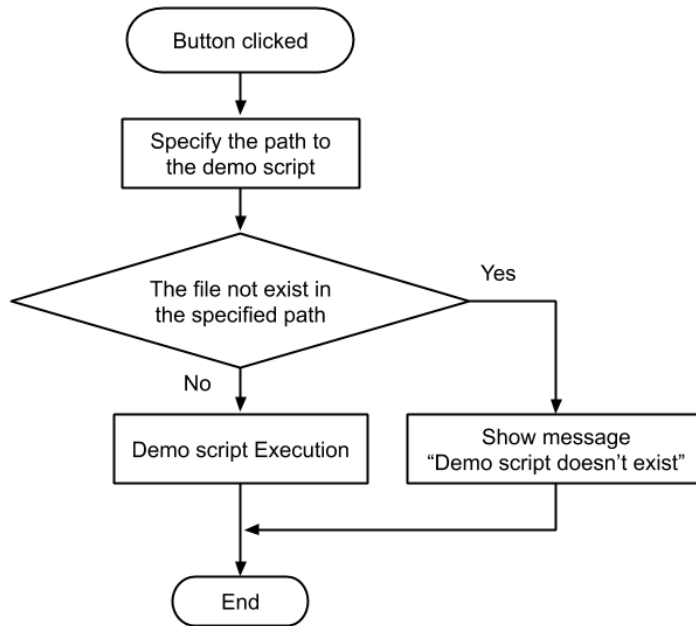 Button clicked
Specify the path to
the demo script
The file not exist in
the specified path
Yes
No
Demo script Execution
Show message
“Demo script doesn’t exist”
End